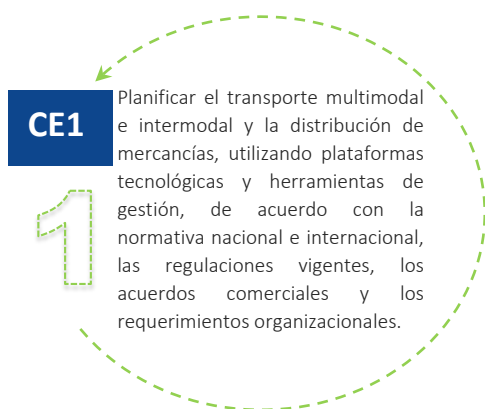 CE1
Planificar el transporte multimodal
e intermodal y la distribución de
mercancías, utilizando plataformas
tecnológicas y herramientas de
gestión, de acuerdo con la
normativa nacional e internacional,
las regulaciones vigentes, los
acuerdos comerciales y los
requerimientos organizacionales.
1